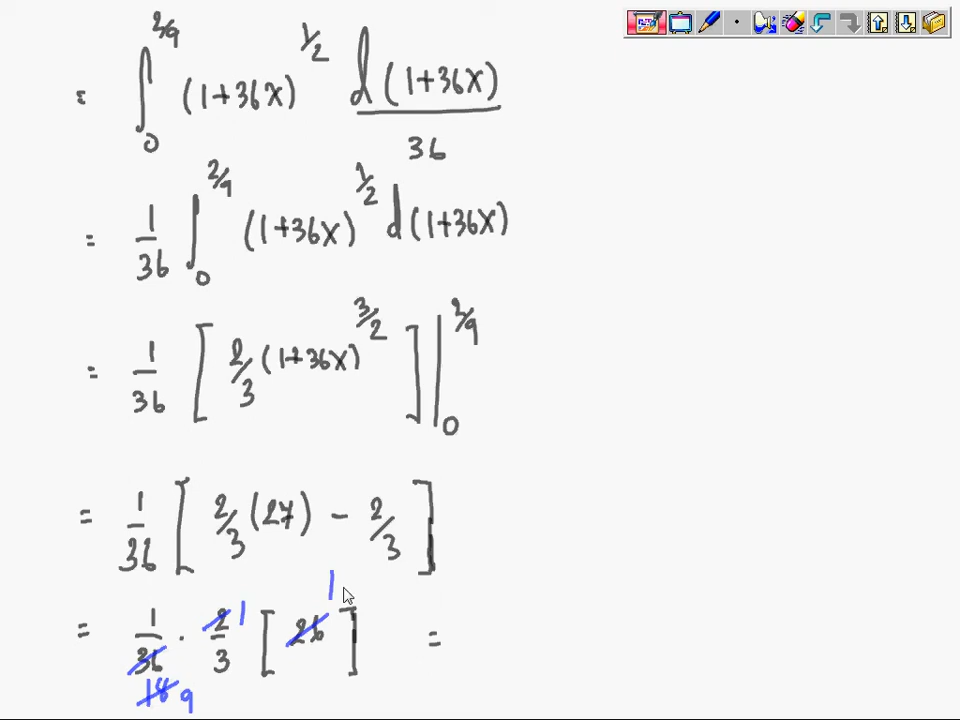 = ∫₀^{2/9} (1+36x)^{1/2} d(1+36x)/36
= 1/36 ∫₀^{2/9} (1+36x)^{1/2} d(1+36x)
= 1/36 [ 2/3 (1+36x)^{3/2} ] |₀^{2/9}
= 1/36 [ 2/3 (27) - 2/3 ]
1
= 1/36 · 2/3 1 [ 26 ] =
18 9